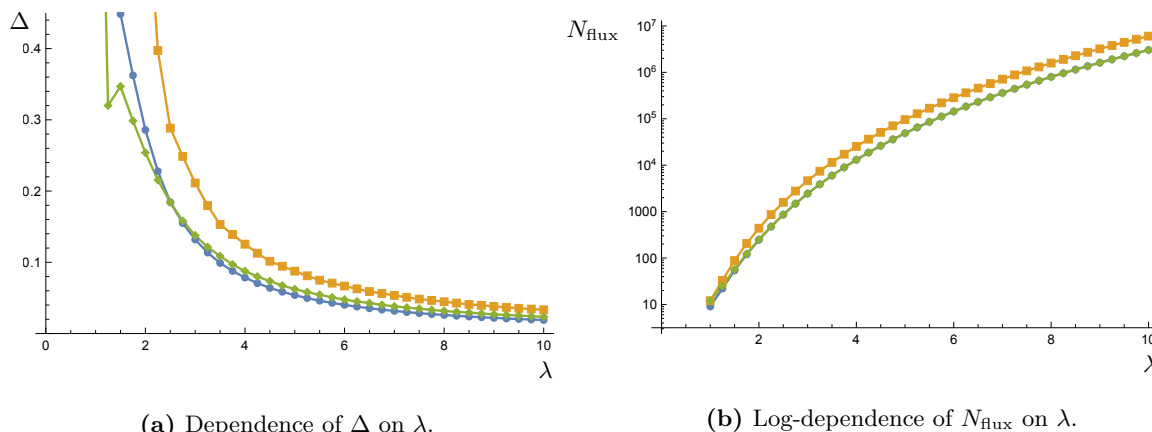 Δ
0.4
0.3
0.2
0.1
0 2 4 6 8 10
λ
(a) Dependence of Δ on λ.
N_flux
10^7
10^6
10^5
10^4
1000
100
10
2 4 6 8 10
λ
(b) Log-dependence of N_flux on λ.